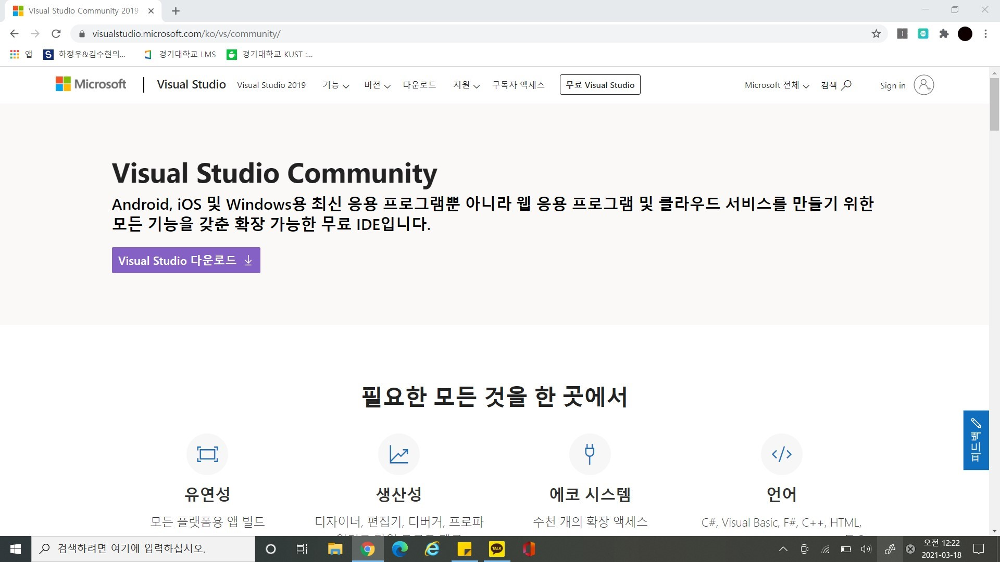 Visual Studio Community 2019
visualstudio.microsoft.com/ko/vs/community/
앱 하정우&김수현의... 경기대학교 LMS 경기대학교 KUST :...
Microsoft Visual Studio Visual Studio 2019 기능 버전 다운로드 지원 구독자 액세스 무료 Visual Studio Microsoft 전체 검색 Sign in
Visual Studio Community
Android, iOS 및 Windows용 최신 응용 프로그램뿐 아니라 웹 응용 프로그램 및 클라우드 서비스를 만들기 위한
모든 기능을 갖춘 확장 가능한 무료 IDE입니다.
Visual Studio 다운로드
필요한 모든 것을 한 곳에서
피드백
유연성 생산성 에코 시스템 언어
모든 플랫폼용 앱 빌드 디자이너, 편집기, 디버거, 프로파 수천 개의 확장 액세스 C#, Visual Basic, F#, C++, HTML,
검색하려면 여기에 입력하십시오.
TALK
오전 12:22
2021-03-18